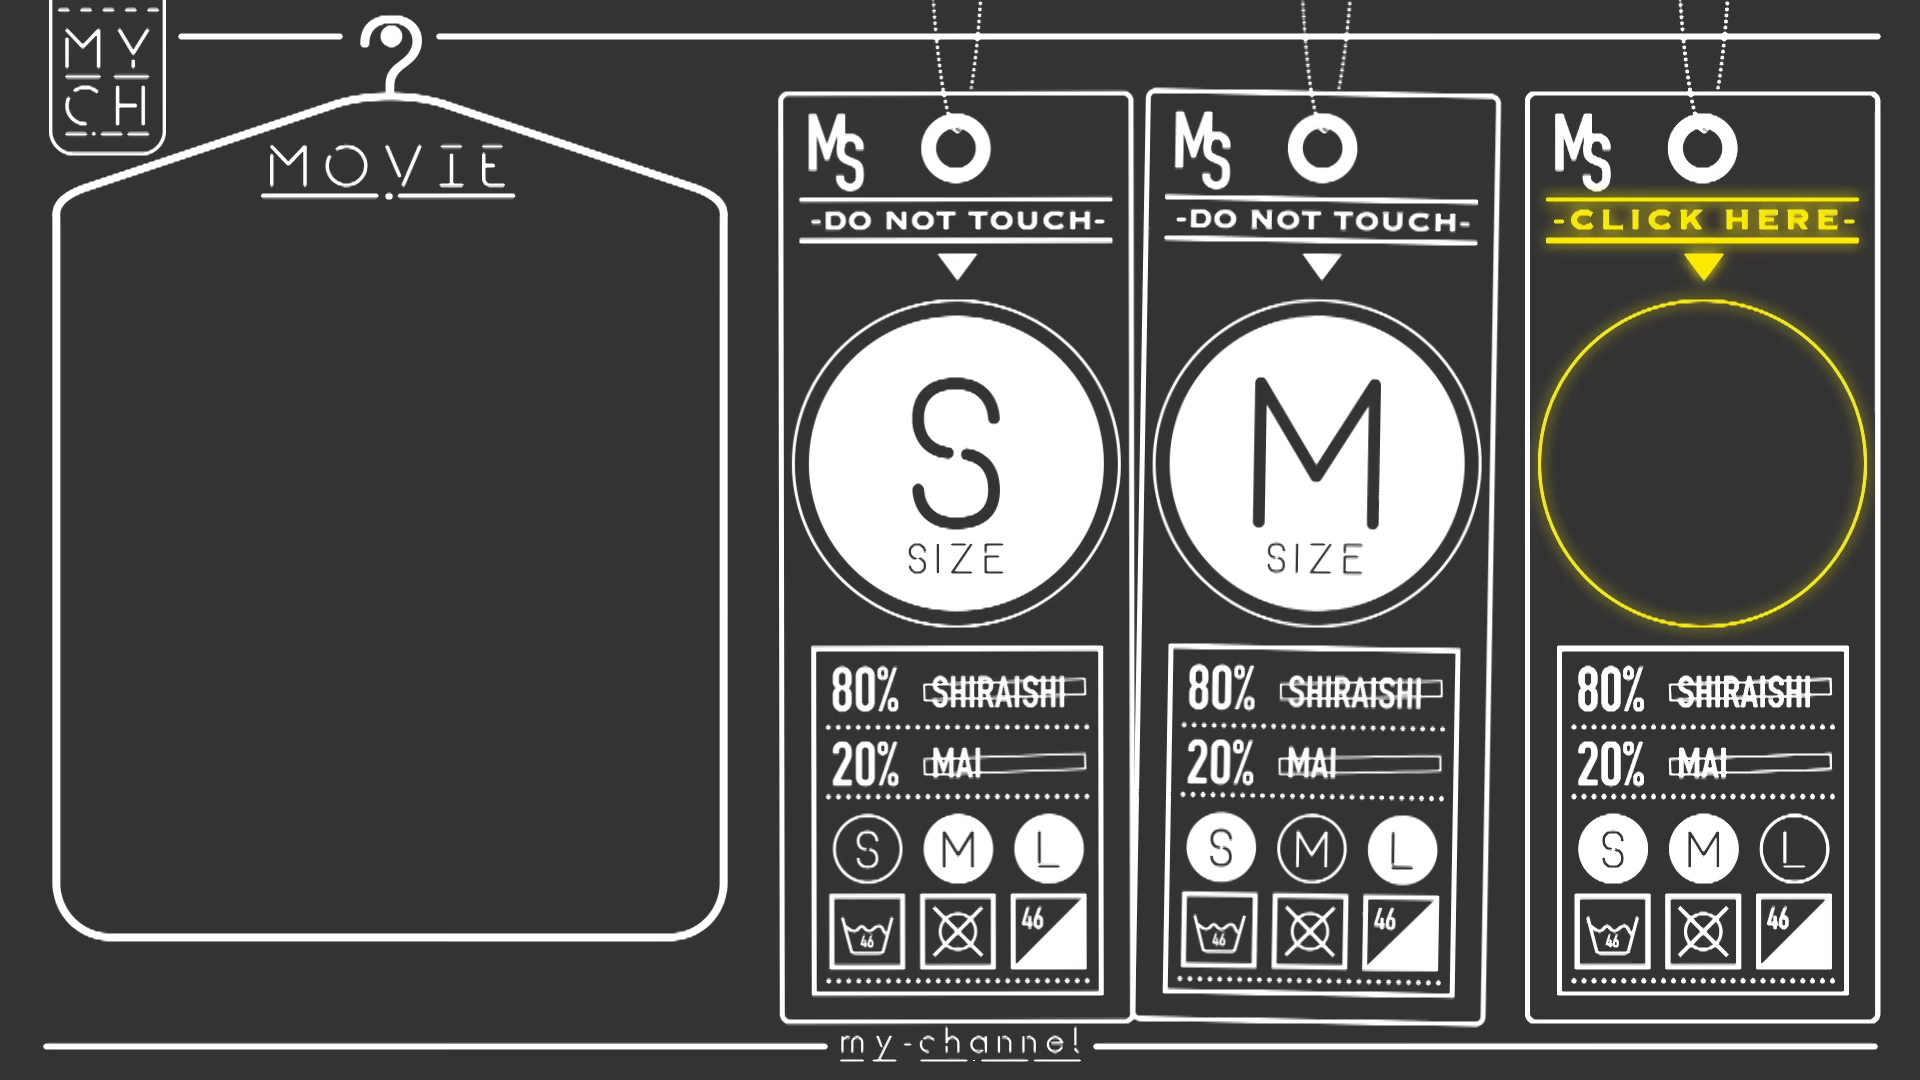 MY
CH
MOVIE
MS
-DO NOT TOUCH-
S
SIZE
80% SHIRAISHI
20% MAI
S M L
46 46
MS
-DO NOT TOUCH-
M
SIZE
80% SHIRAISHI
20% MAI
S M L
46 46
MS
-CLICK HERE-
80% SHIRAISHI
20% MAI
S M L
46 46
my-channel